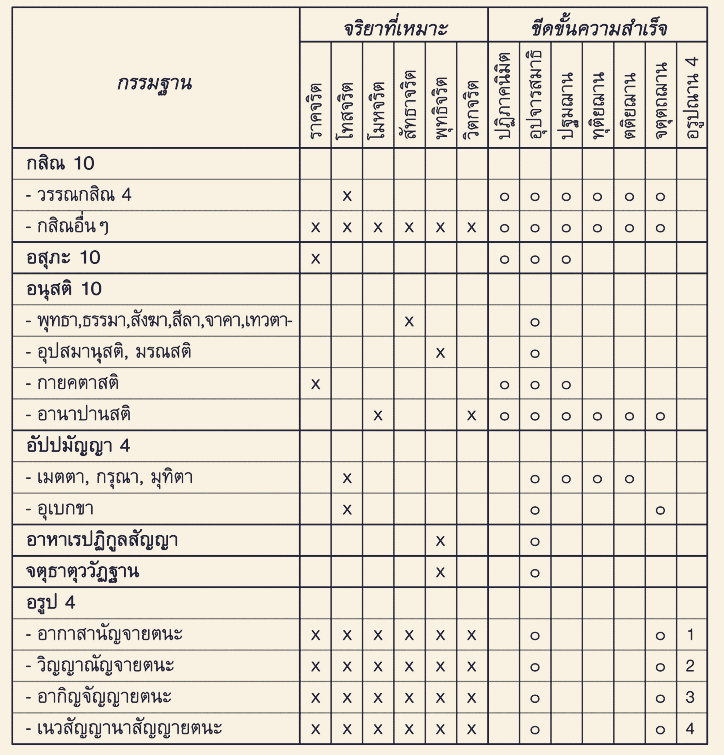 กรรมฐาน จริยาที่เหมาะ ขีดขั้นความสำเร็จ
ราคจริต โทสจริต โมหจริต สัทธาจริต พุทธิจริต วิตกจริต ปฏิภาคนิมิต อุปจารสมาธิ ปฐมฌาน ทุติยฌาน ตติยฌาน จตุตถฌาน อรูปฌาน 4
กสิณ 10
- วรรณกสิณ 4 x o o o o o o
- กสิณอื่นๆ x x x x x x o o o o o o
อสุภะ 10 x o o o
อนุสติ 10
- พุทธา,ธรรมา,สังฆา,สีลา,จาคา,เทวตา- x o
- อุปสมานุสติ, มรณสติ x o
- กายคตาสติ x o o o
- อานาปานสติ x x o o o o o o
อัปปมัญญา 4
- เมตตา, กรุณา, มุทิตา x o o o o
- อุเบกขา x o o
อาหาเรปฏิกูลสัญญา x o
จตุธาตุววัฏฐาน x o
อรูป 4
- อากาสานัญจายตนะ x x x x x x o o 1
- วิญญาณัญจายตนะ x x x x x x o o 2
- อากิญจัญญายตนะ x x x x x x o o 3
- เนวสัญญานาสัญญายตนะ x x x x x x o o 4